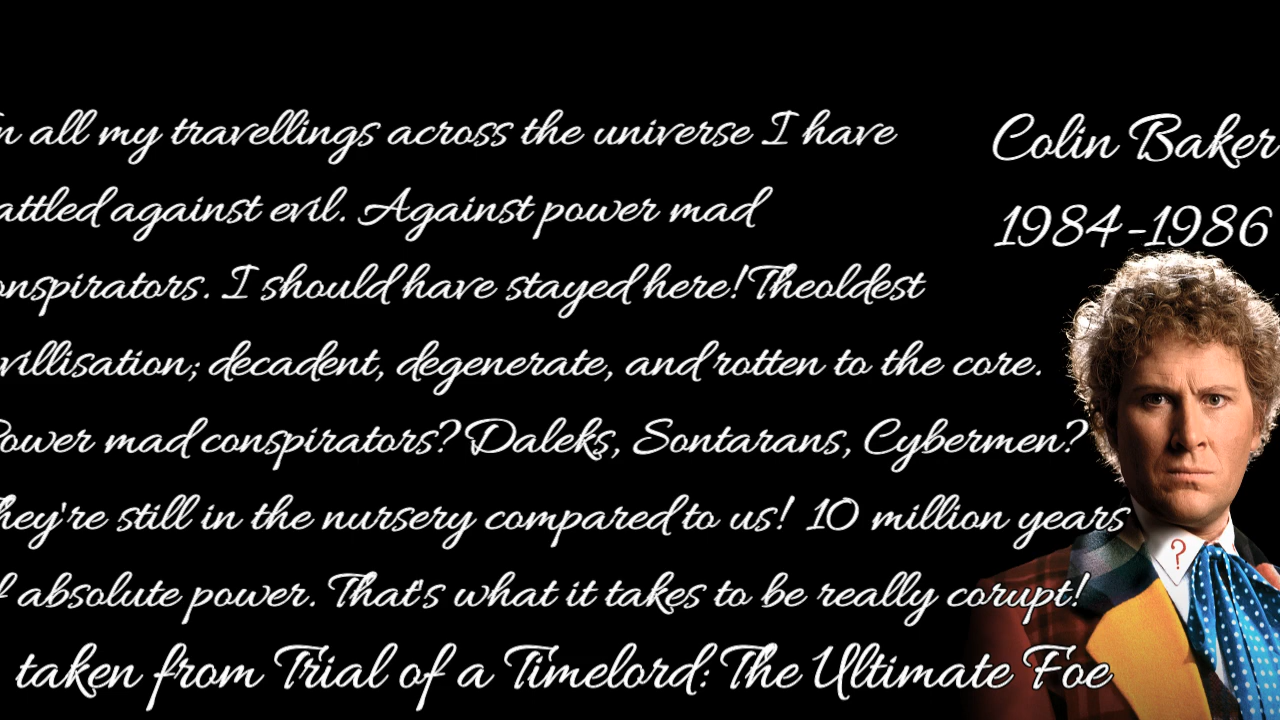 n all my travellings across the universe I have
attled against evil. Against power mad
onspirators. I should have stayed here! Theoldest
villisation; decadent, degenerate, and rotten to the core.
Power mad conspirators? Daleks, Sontarans, Cybermen?
hey're still in the nursery compared to us! 10 million years
f absolute power. That's what it takes to be really corupt!
taken from Trial of a Timelord: The Ultimate Foe
Colin Baker
1984-1986
?